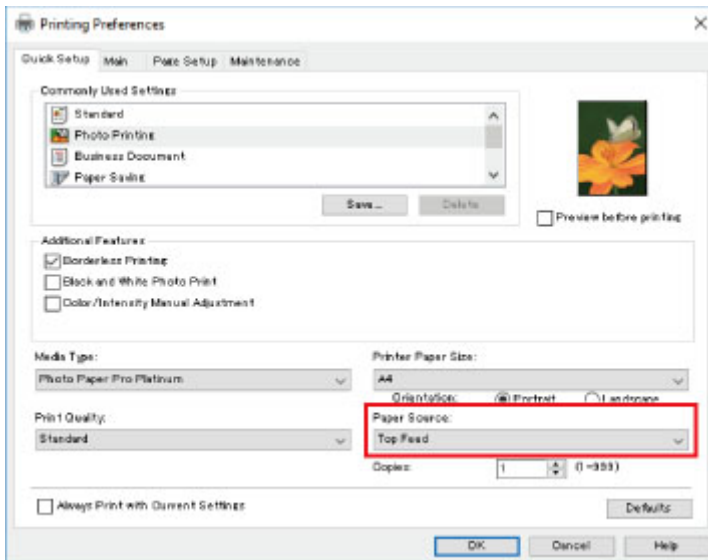 Printing Preferences
Quick Setup Main Page Setup Maintenance
Commonly Used Settings
Standard
Photo Printing
Business Document
Paper Saving
Save... Delete
Preview before printing
Additional Features
Borderless Printing
Black and White Photo Print
Color/Intensity Manual Adjustment
Media Type: Printer Paper Size:
Photo Paper Pro Platinum A4
Orientation: Portrait Landscape
Print Quality: Paper Source:
Standard Top Feed
Copies: 1 (1-999)
Always Print with Current Settings Defaults
OK Cancel Help